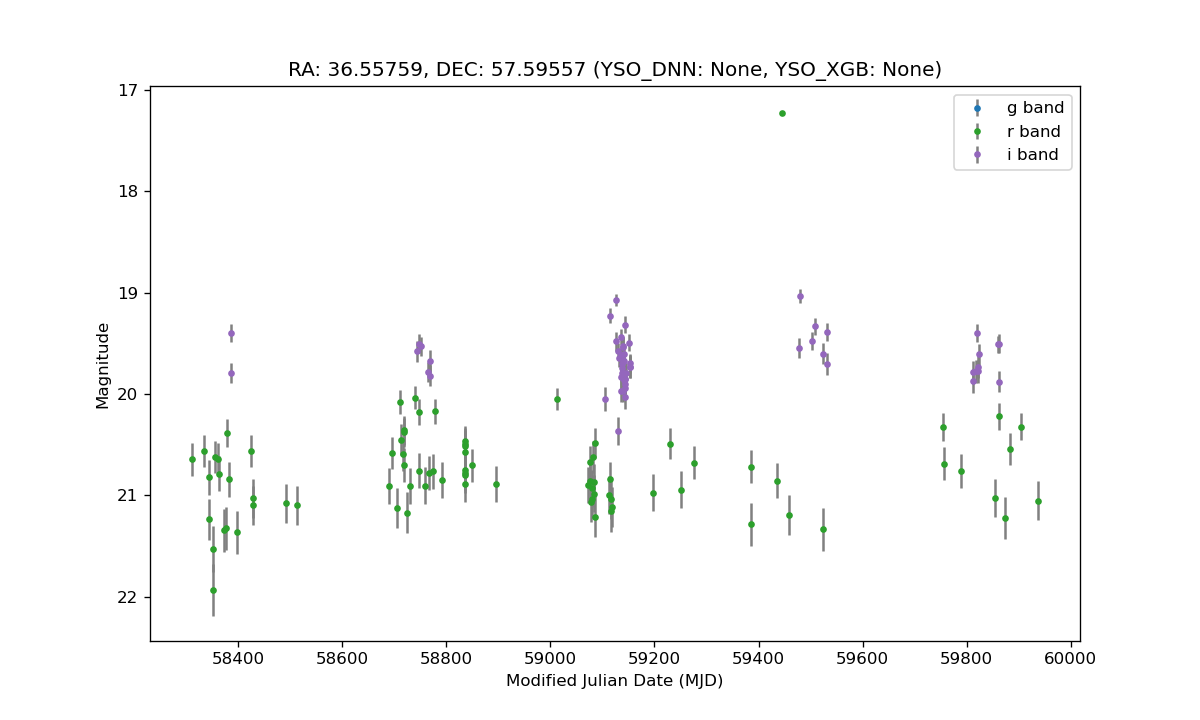 RA: 36.55759, DEC: 57.59557 (YSO_DNN: None, YSO_XGB: None)
17
18
19
20
21
22
Magnitude
g band
r band
i band
58400 58600 58800 59000 59200 59400 59600 59800 60000
Modified Julian Date (MJD)